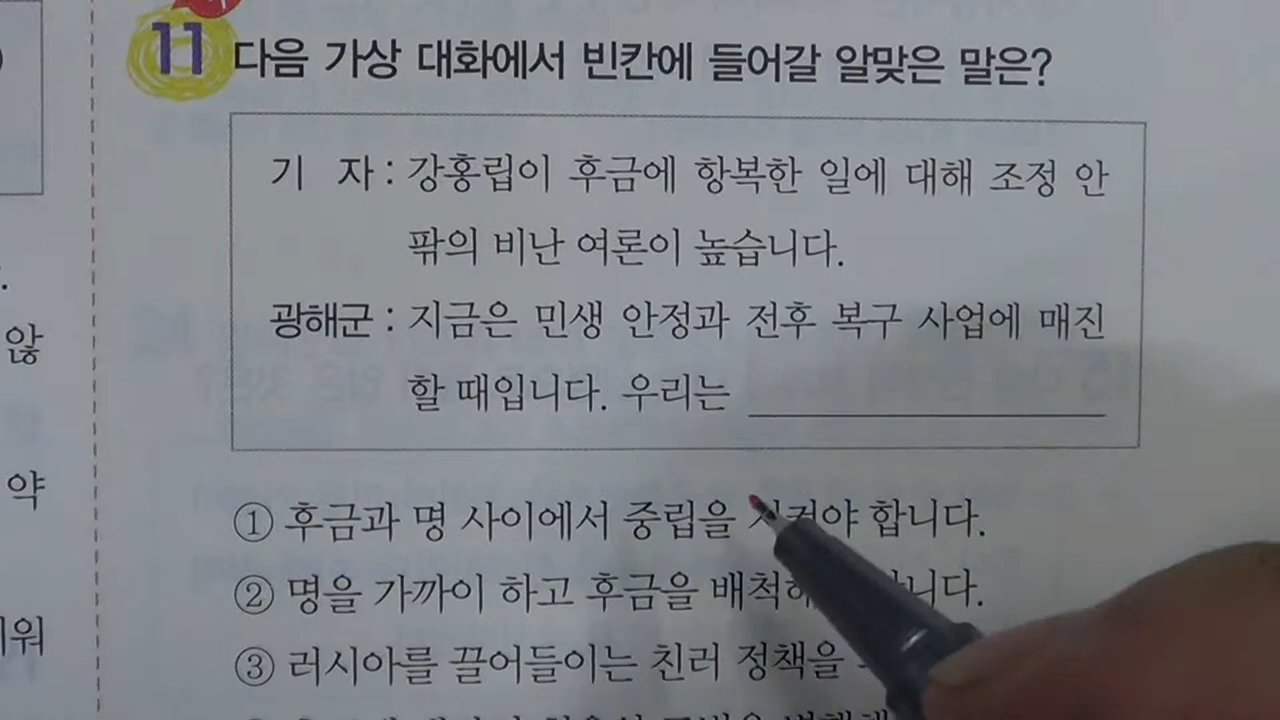 11 다음 가상 대화에서 빈칸에 들어갈 알맞은 말은?
기 자 : 강홍립이 후금에 항복한 일에 대해 조정 안
팎의 비난 여론이 높습니다.
광해군 : 지금은 민생 안정과 전후 복구 사업에 매진
할 때입니다. 우리는
않
① 후금과 명 사이에서 중립을 지켜야 합니다.
약
② 명을 가까이 하고 후금을
③ 러시아를 끌어들이는 친러 정책을